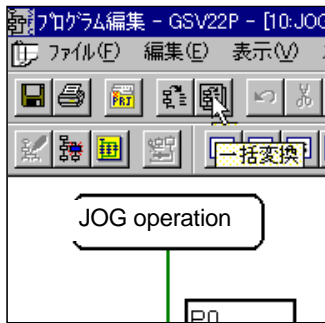 ﾌﾟﾛｸﾞﾗﾑ編集 - GSV22P - [10:JOG
ﾌｧｲﾙ(F) 編集(E) 表示(V)
PRT
一括変換
JOG operation